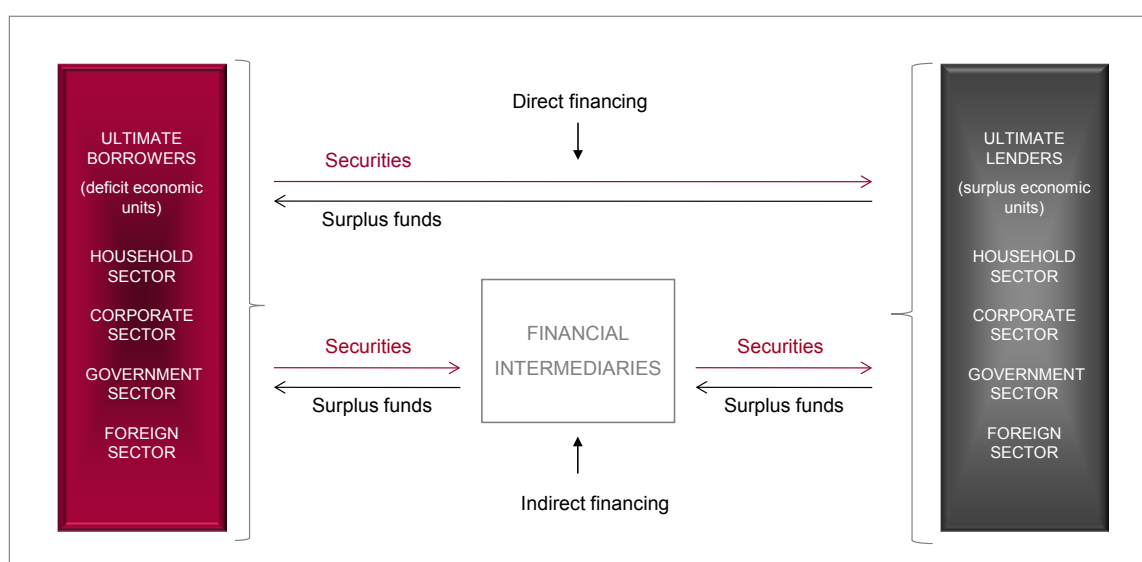 Direct financing
ULTIMATE
BORROWERS
(deficit economic
units)
HOUSEHOLD
SECTOR
CORPORATE
SECTOR
GOVERNMENT
SECTOR
FOREIGN
SECTOR
Securities
Surplus funds
Securities
Surplus funds
FINANCIAL
INTERMEDIARIES
Securities
Surplus funds
Indirect financing
ULTIMATE
LENDERS
(surplus economic
units)
HOUSEHOLD
SECTOR
CORPORATE
SECTOR
GOVERNMENT
SECTOR
FOREIGN
SECTOR